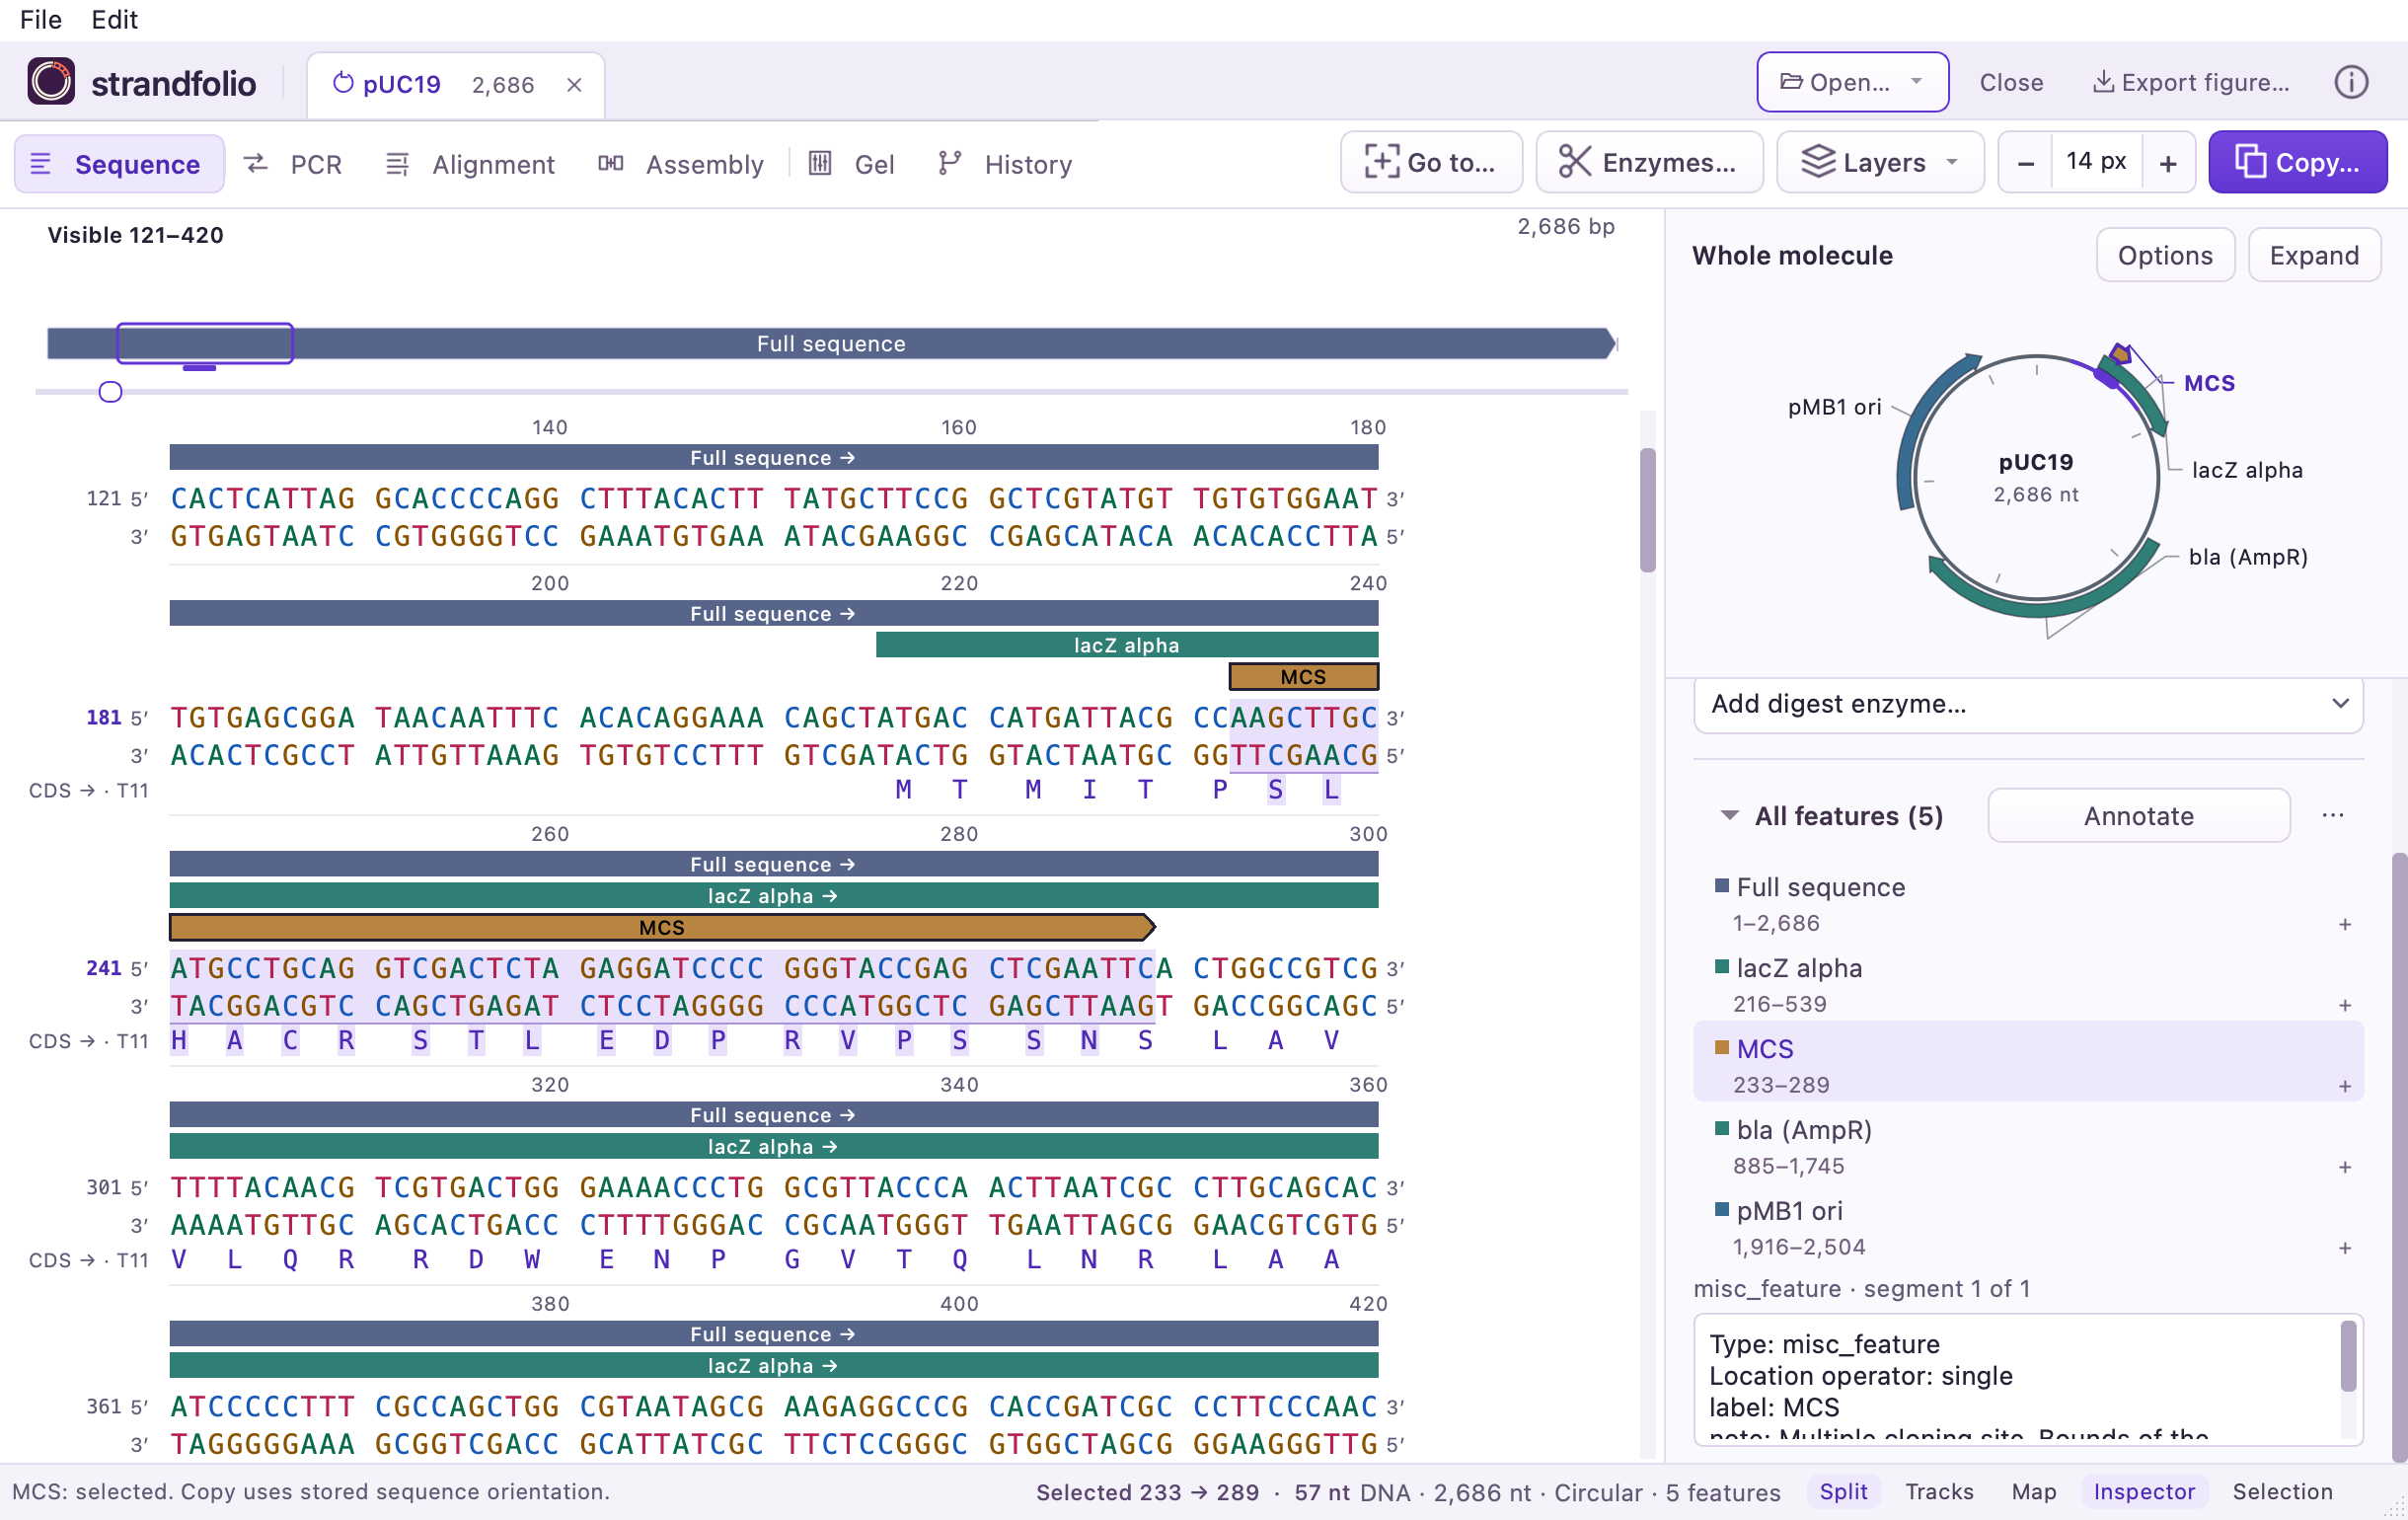 File Edit
strandfolio pUC19 2,686 × Open... Close Export figure...
Sequence PCR Alignment Assembly Gel History Go to... Enzymes... Layers − 14 px + Copy...
Visible 121–420 2,686 bp
Full sequence
140 160 180
Full sequence →
121 5′ CACTCATTAG GCACCCCAGG CTTTACACTT TATGCTTCCG GCTCGTATGT TGTGTGGAAT 3′
3′ GTGAGTAATC CGTGGGGTCC GAAATGTGAA ATACGAAGGC CGAGCATACA ACACACCTTA 5′
200 220 240
Full sequence →
lacZ alpha
MCS
181 5′ TGTGAGCGGA TAACAATTTC ACACAGGAAA CAGCTATGAC CATGATTACG CCAAGCTTGC 3′
3′ ACACTCGCCT ATTGTTAAAG TGTGTCCTTT GTCGATACTG GTACTAATGC GGTTCGAACG 5′
CDS → · T11 M T M I T P S L
260 280 300
Full sequence →
lacZ alpha →
MCS
241 5′ ATGCCTGCAG GTCGACTCTA GAGGATCCCC GGGTACCGAG CTCGAATTCA CTGGCCGTCG 3′
3′ TACGGACGTC CAGCTGAGAT CTCCTAGGGG CCCATGGCTC GAGCTTAAGT GACCGGCAGC 5′
CDS → · T11 H A C R S T L E D P R V P S S N S L A V
320 340 360
Full sequence →
lacZ alpha →
301 5′ TTTTACAACG TCGTGACTGG GAAAACCCTG GCGTTACCCA ACTTAATCGC CTTGCAGCAC 3′
3′ AAAATGTTGC AGCACTGACC CTTTTGGGAC CGCAATGGGT TGAATTAGCG GAACGTCGTG 5′
CDS → · T11 V L Q R R D W E N P G V T Q L N R L A A
380 400 420
Full sequence →
lacZ alpha →
361 5′ ATCCCCCTTT CGCCAGCTGG CGTAATAGCG AAGAGGCCCG CACCGATCGC CCTTCCCAAC 3′
3′ TAGGGGGAAA GCGGTCGACC GCATTATCGC TTCTCCGGGC GTGGCTAGCG GGAAGGGTTG 5′
Whole molecule Options Expand
MCS
pMB1 ori
pUC19
2,686 nt
lacZ alpha
bla (AmpR)
Add digest enzyme...
All features (5) Annotate ...
Full sequence
1–2,686 +
lacZ alpha
216–539 +
MCS
233–289 +
bla (AmpR)
885–1,745 +
pMB1 ori
1,916–2,504 +
misc_feature · segment 1 of 1
Type: misc_feature
Location operator: single
label: MCS
note: Multiple cloning site. Bounds of the
MCS: selected. Copy uses stored sequence orientation. Selected 233 → 289 · 57 nt DNA · 2,686 nt · Circular · 5 features Split Tracks Map Inspector Selection